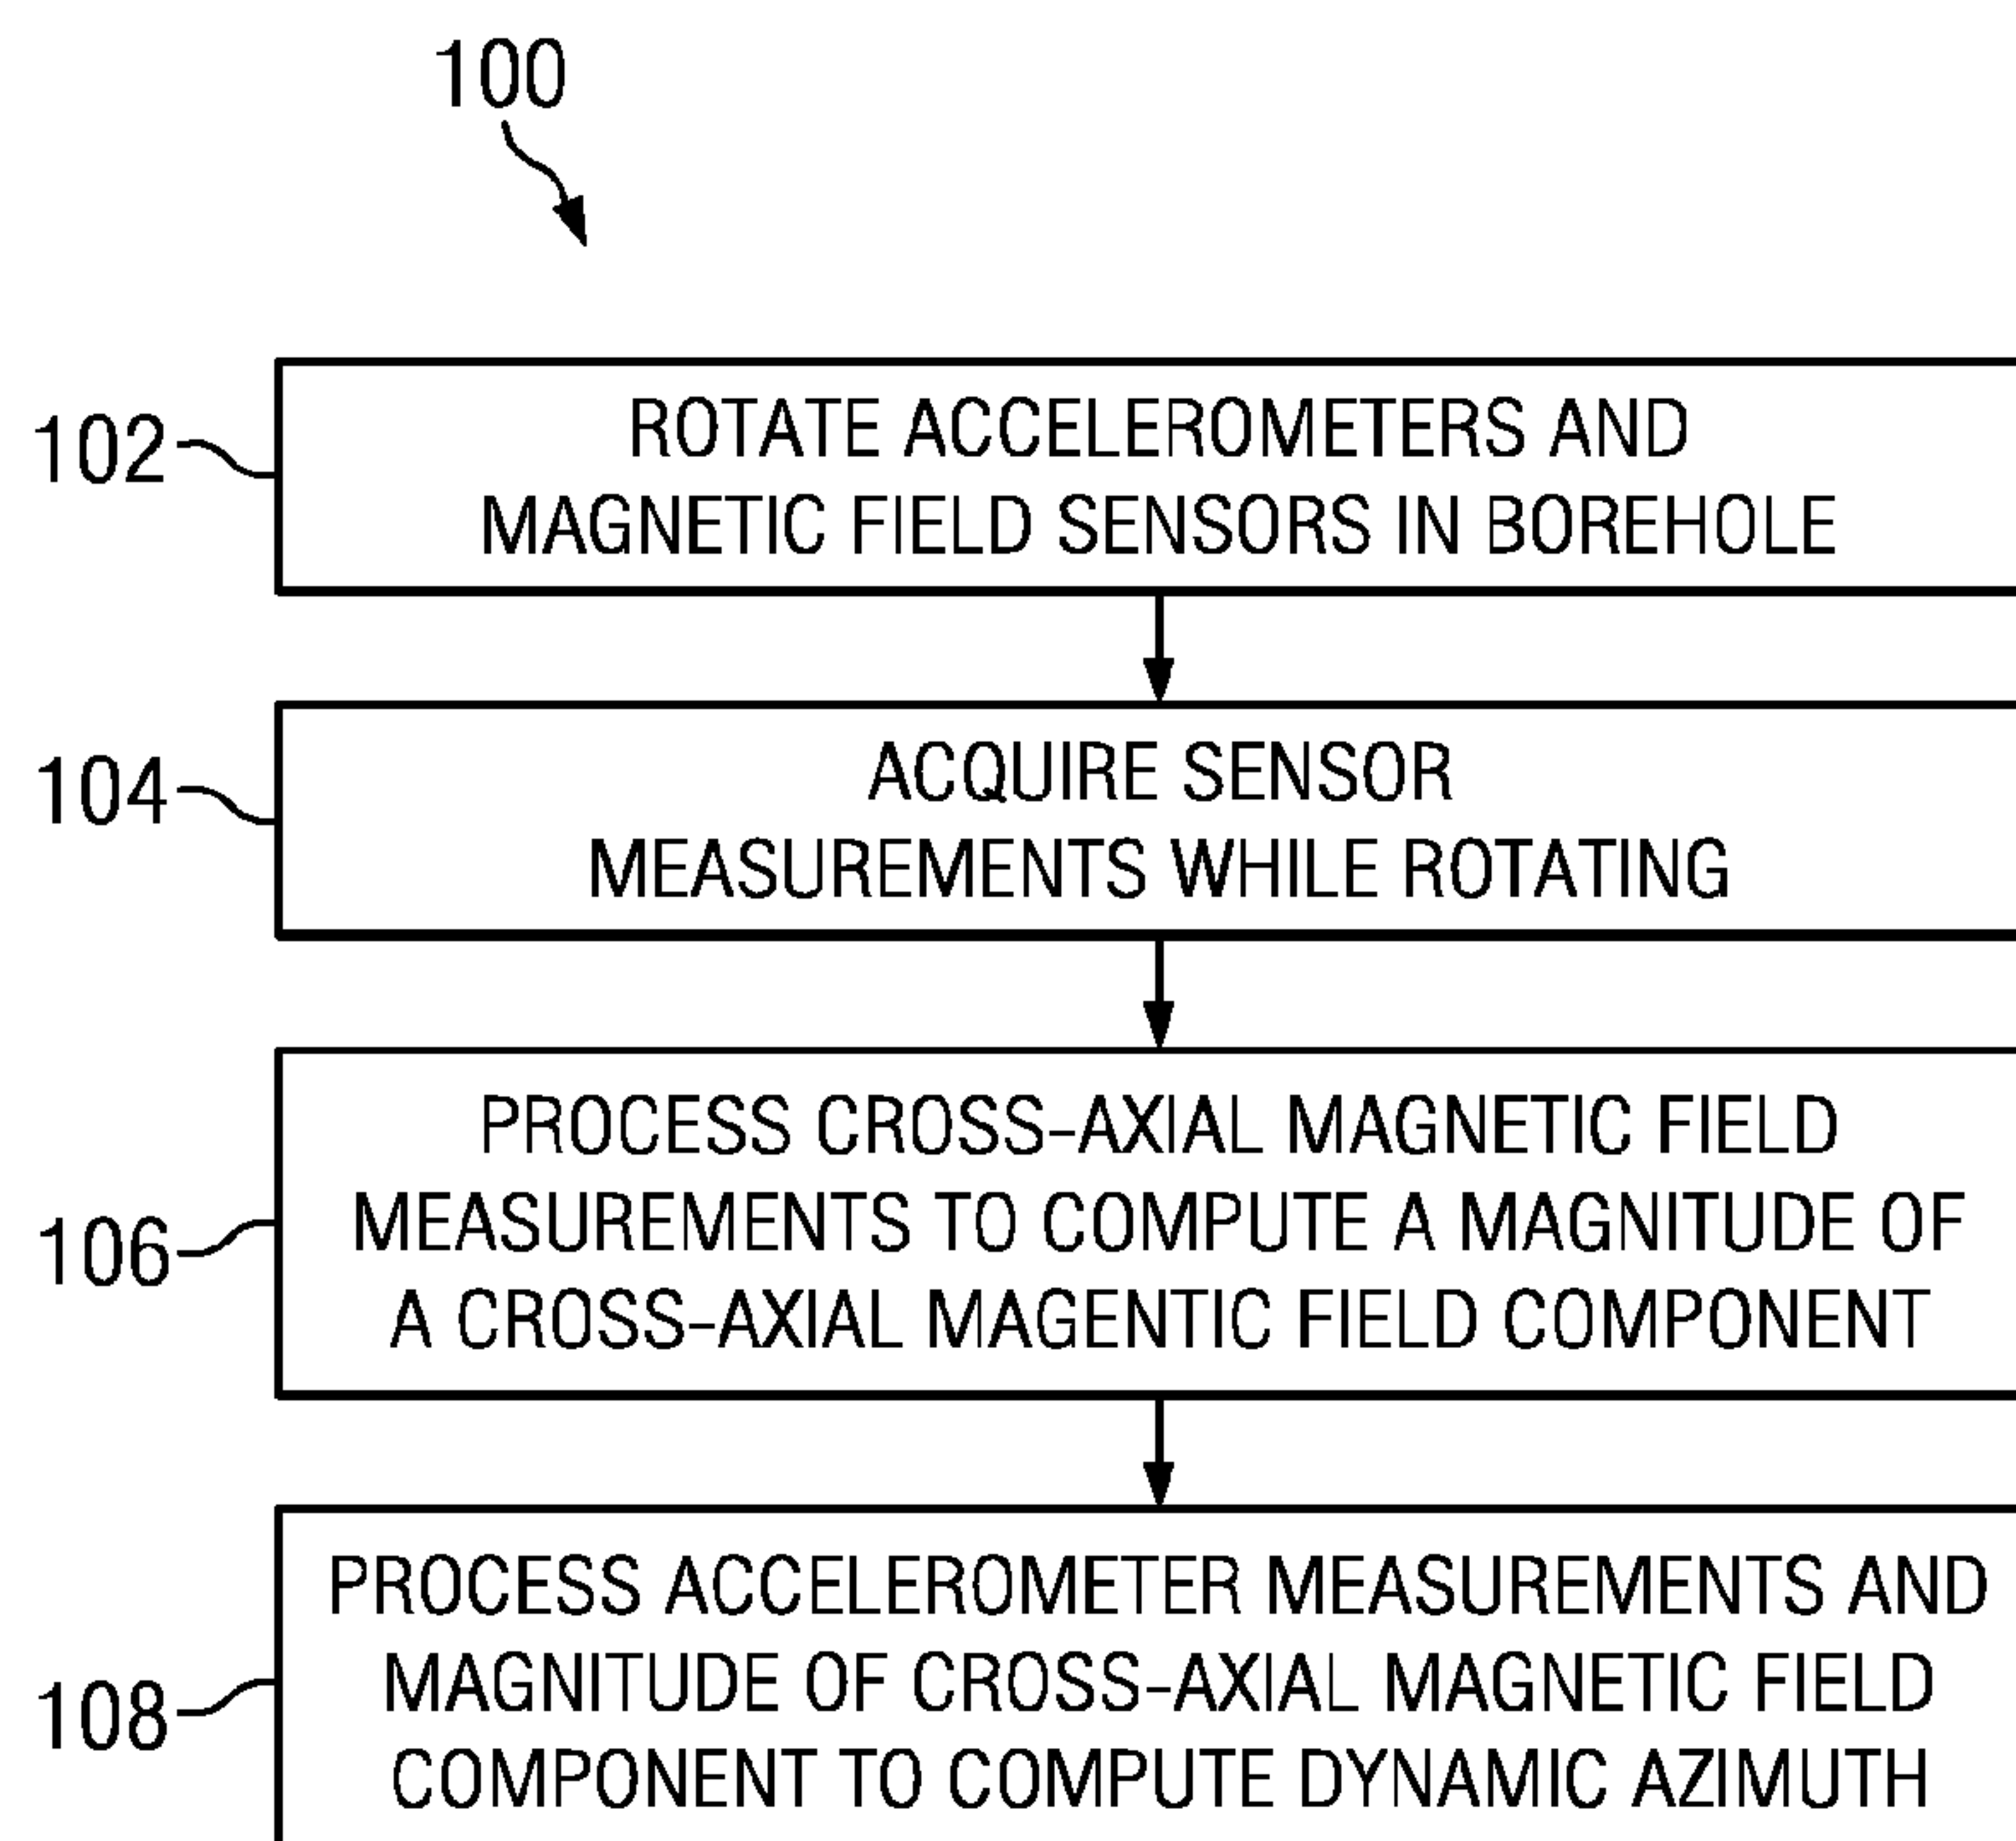 100
102
ROTATE ACCELEROMETERS AND
MAGNETIC FIELD SENSORS IN BOREHOLE
104
ACQUIRE SENSOR
MEASUREMENTS WHILE ROTATING
106
PROCESS CROSS-AXIAL MAGNETIC FIELD
MEASUREMENTS TO COMPUTE A MAGNITUDE OF
A CROSS-AXIAL MAGENTIC FIELD COMPONENT
108
PROCESS ACCELEROMETER MEASUREMENTS AND
MAGNITUDE OF CROSS-AXIAL MAGNETIC FIELD
COMPONENT TO COMPUTE DYNAMIC AZIMUTH